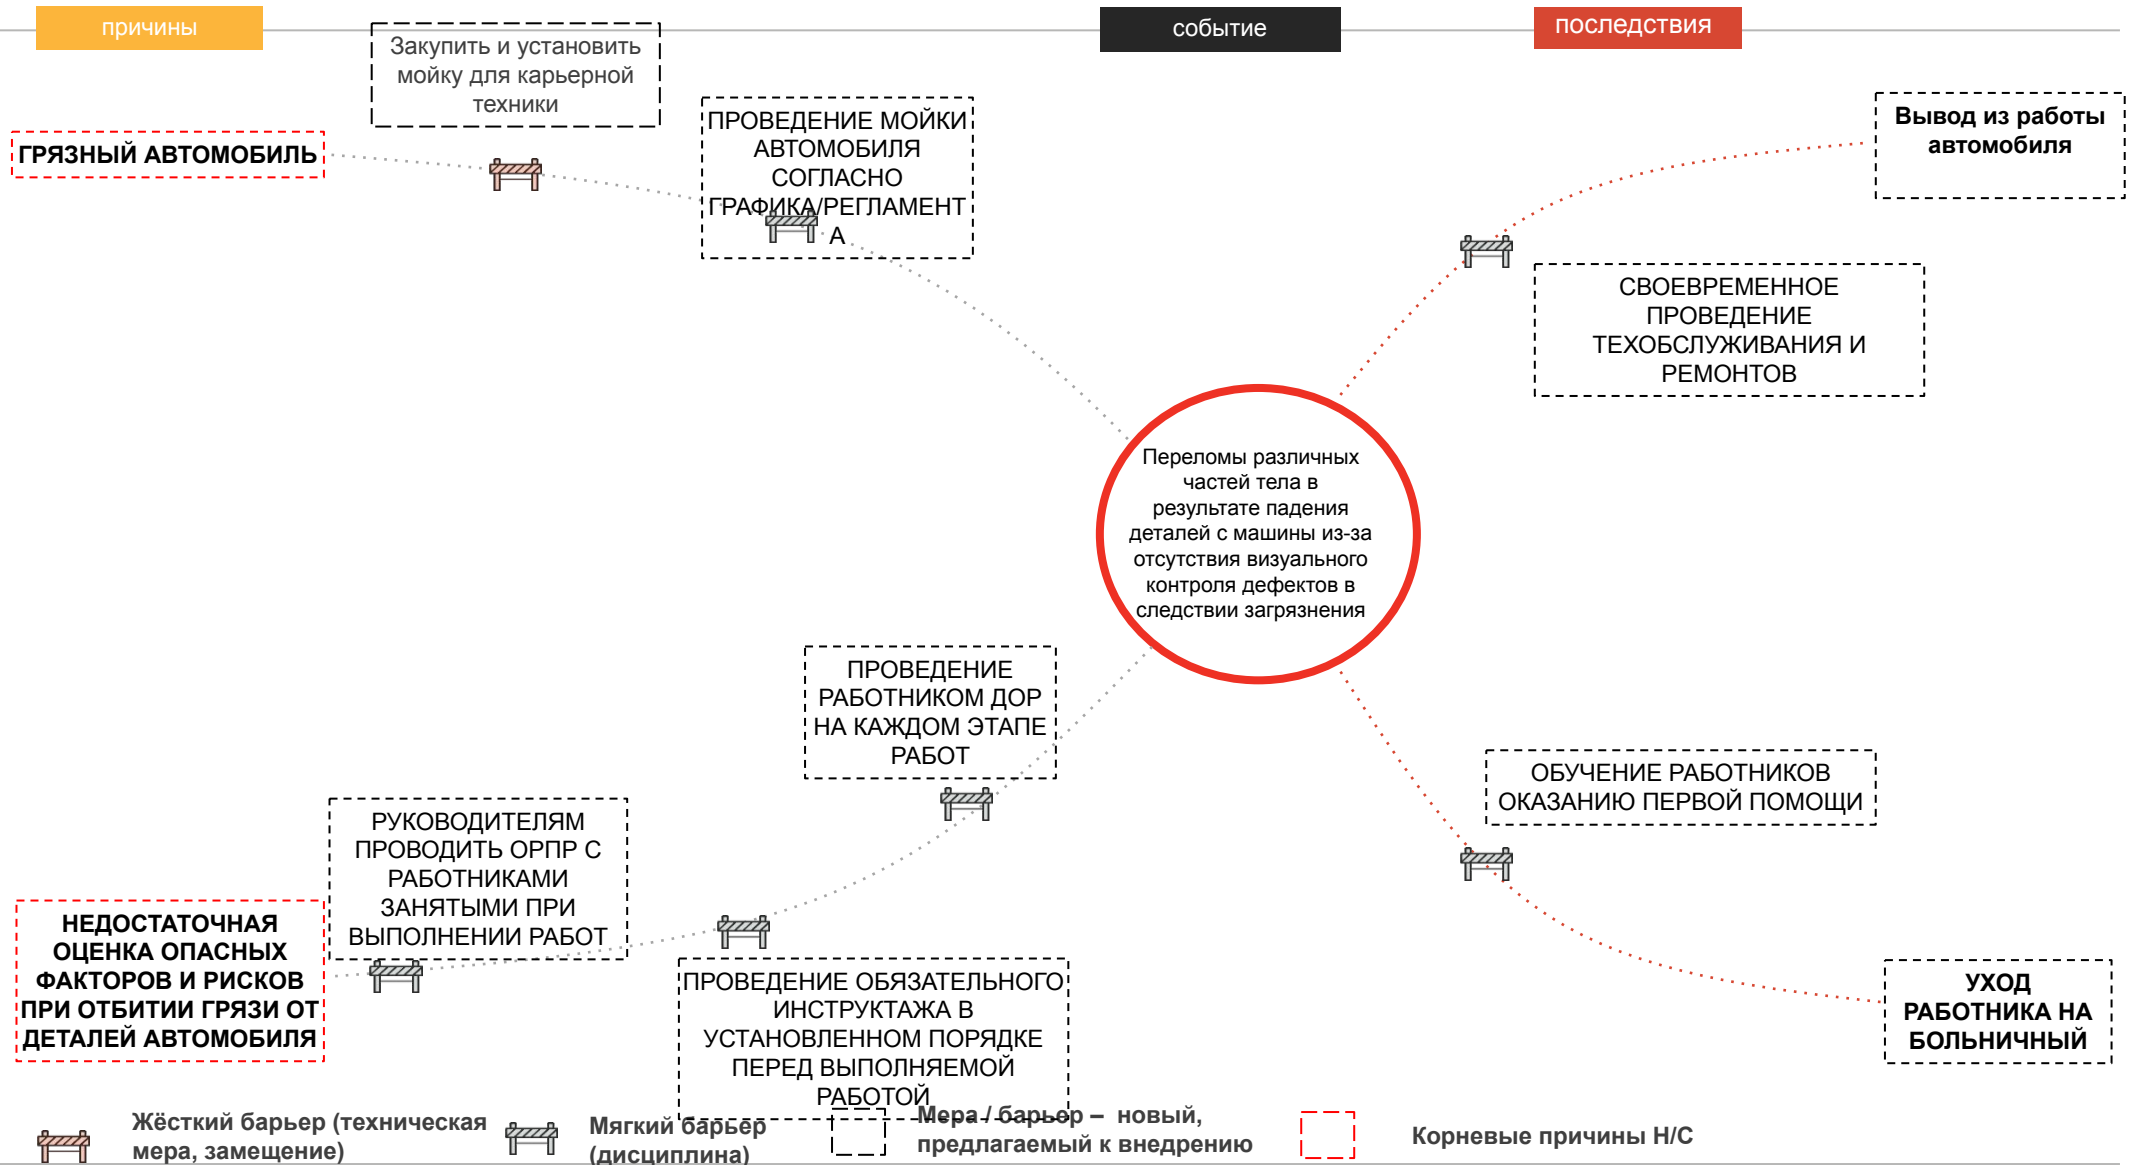 причины
событие
последствия
Закупить и установить
мойку для карьерной
техники
ГРЯЗНЫЙ АВТОМОБИЛЬ
ПРОВЕДЕНИЕ МОЙКИ
АВТОМОБИЛЯ
СОГЛАСНО
ГРАФИКА/РЕГЛАМЕНТ
А
Вывод из работы
автомобиля
СВОЕВРЕМЕННОЕ
ПРОВЕДЕНИЕ
ТЕХОБСЛУЖИВАНИЯ И
РЕМОНТОВ
Переломы различных
частей тела в
результате падения
деталей с машины из-за
отсутствия визуального
контроля дефектов в
следствии загрязнения
ПРОВЕДЕНИЕ
РАБОТНИКОМ ДОР
НА КАЖДОМ ЭТАПЕ
РАБОТ
ОБУЧЕНИЕ РАБОТНИКОВ
ОКАЗАНИЮ ПЕРВОЙ ПОМОЩИ
РУКОВОДИТЕЛЯМ
ПРОВОДИТЬ ОРПР С
РАБОТНИКАМИ
ЗАНЯТЫМИ ПРИ
ВЫПОЛНЕНИИ РАБОТ
НЕДОСТАТОЧНАЯ
ОЦЕНКА ОПАСНЫХ
ФАКТОРОВ И РИСКОВ
ПРИ ОТБИТИИ ГРЯЗИ ОТ
ДЕТАЛЕЙ АВТОМОБИЛЯ
ПРОВЕДЕНИЕ ОБЯЗАТЕЛЬНОГО
ИНСТРУКТАЖА В
УСТАНОВЛЕННОМ ПОРЯДКЕ
ПЕРЕД ВЫПОЛНЯЕМОЙ
РАБОТОЙ
УХОД
РАБОТНИКА НА
БОЛЬНИЧНЫЙ
Жёсткий барьер (техническая
мера, замещение)
Мягкий барьер
(дисциплина)
Мера / барьер – новый,
предлагаемый к внедрению
Корневые причины Н/С